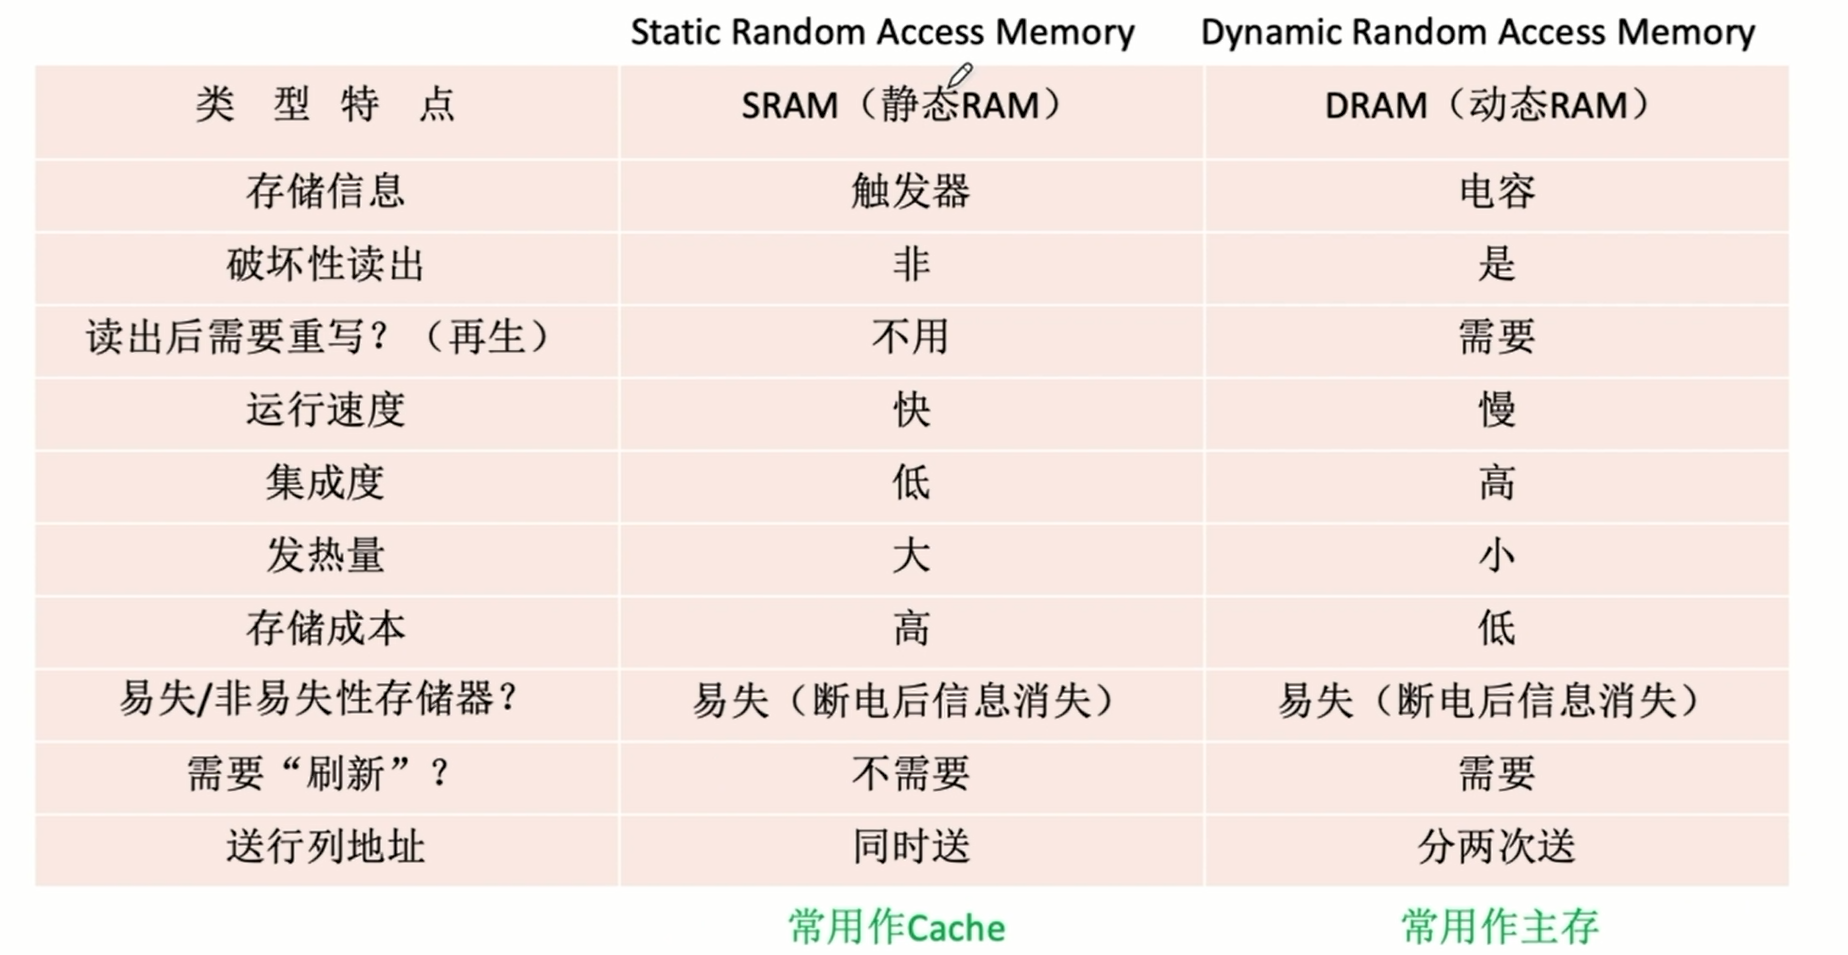 Static Random Access Memory Dynamic Random Access Memory
类 型 特 点 SRAM（静态RAM） DRAM（动态RAM）
存储信息 触发器 电容
破坏性读出 非 是
读出后需要重写？（再生） 不用 需要
运行速度 快 慢
集成度 低 高
发热量 大 小
存储成本 高 低
易失/非易失性存储器？ 易失（断电后信息消失） 易失（断电后信息消失）
需要“刷新”？ 不需要 需要
送行列地址 同时送 分两次送
常用作Cache 常用作主存